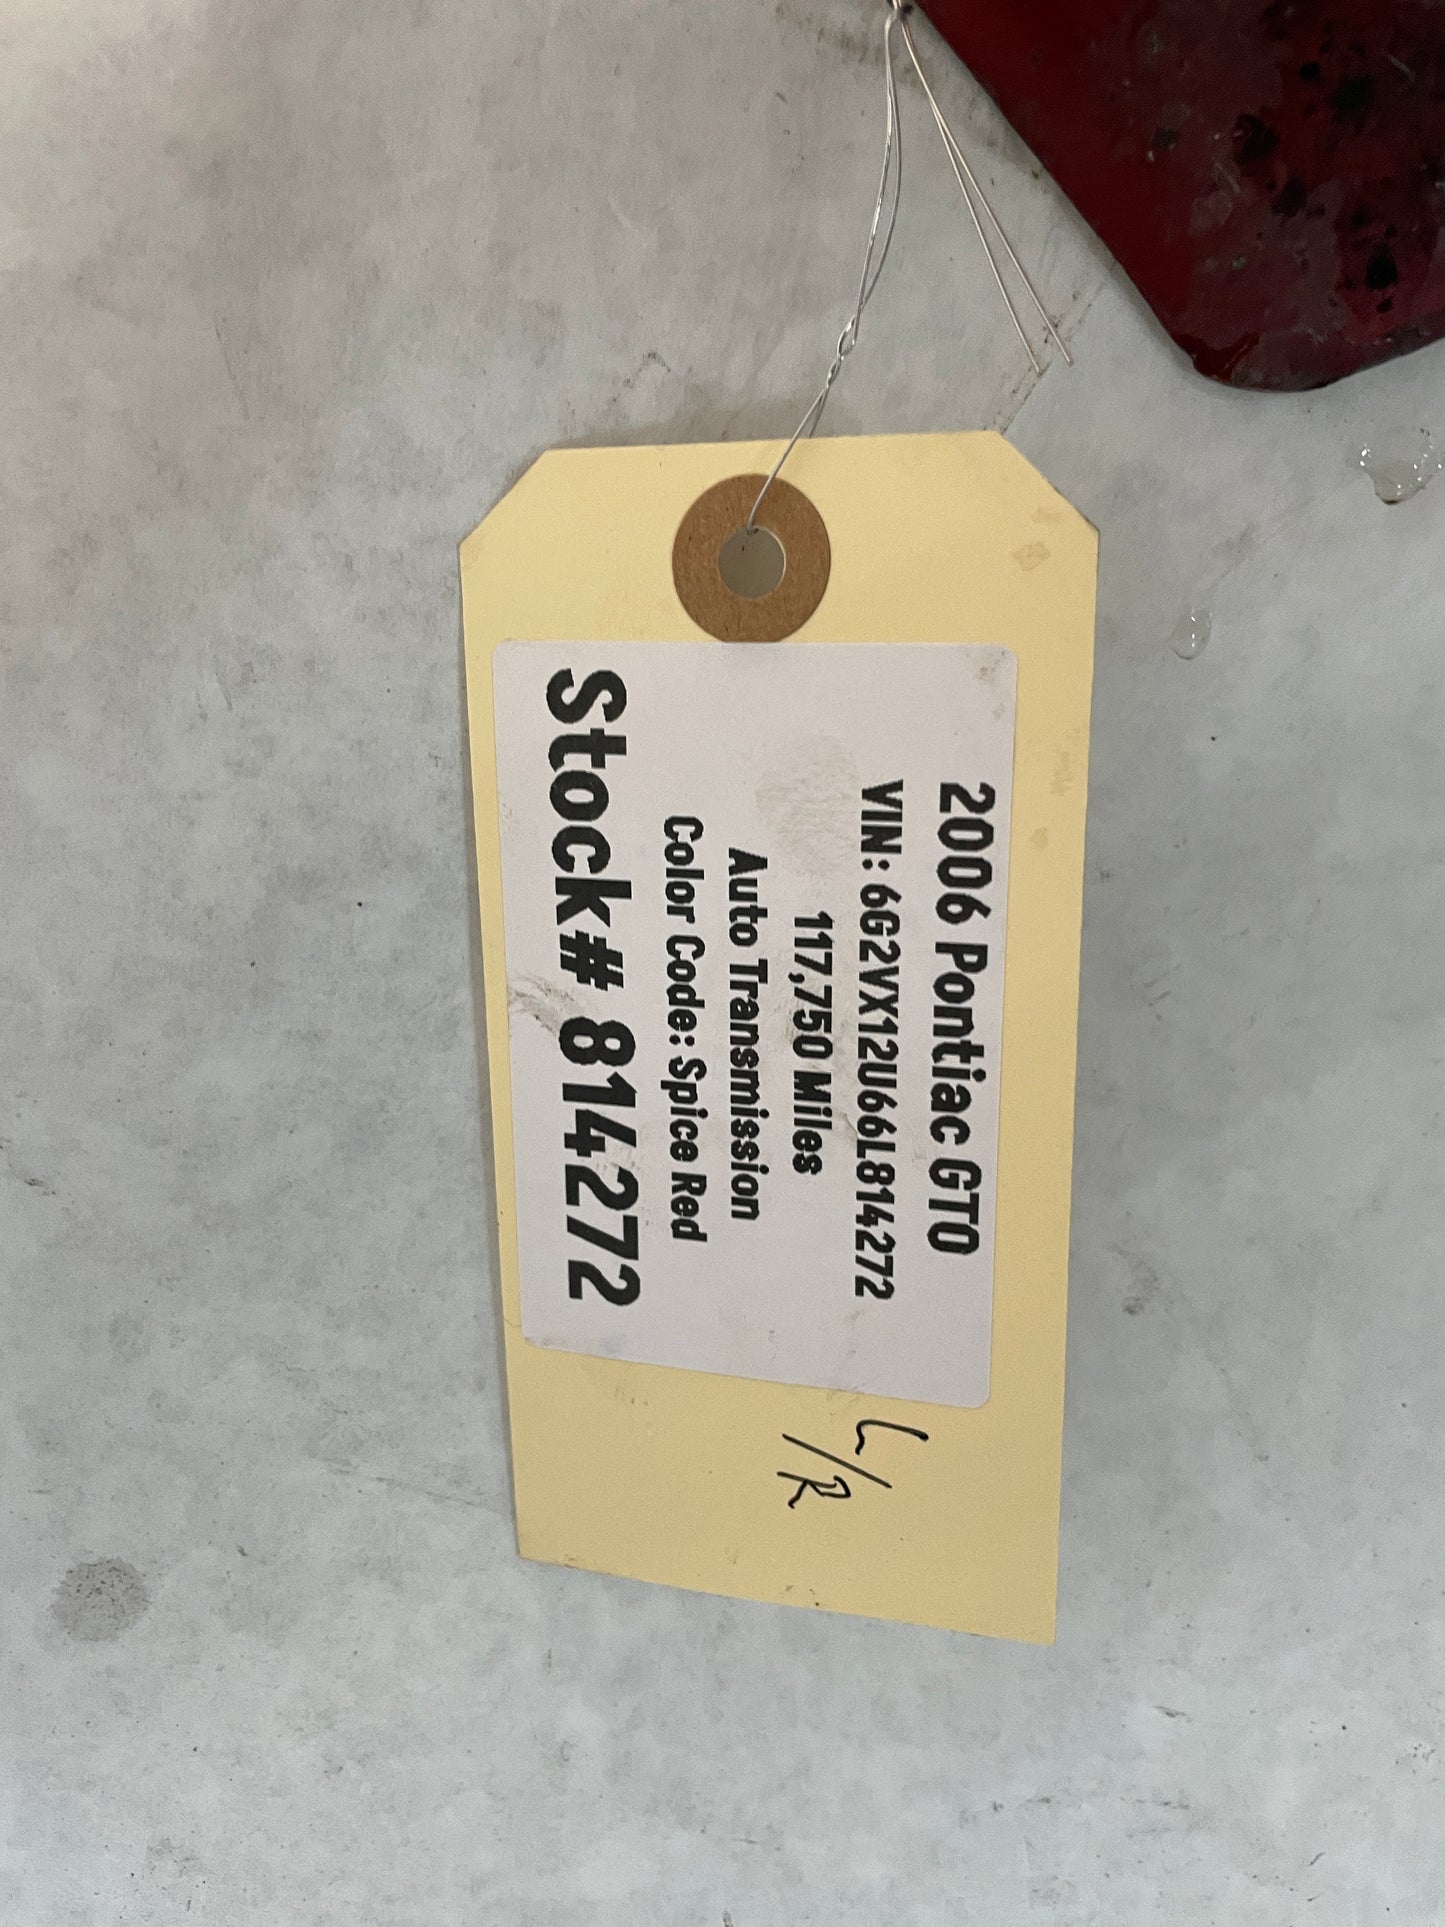 2006 Pontiac GTO
VIN: 6G2VX12U66L814272
117,750 Miles
Auto Transmission
Color Code: Spice Red
Stock# 814272
L/R